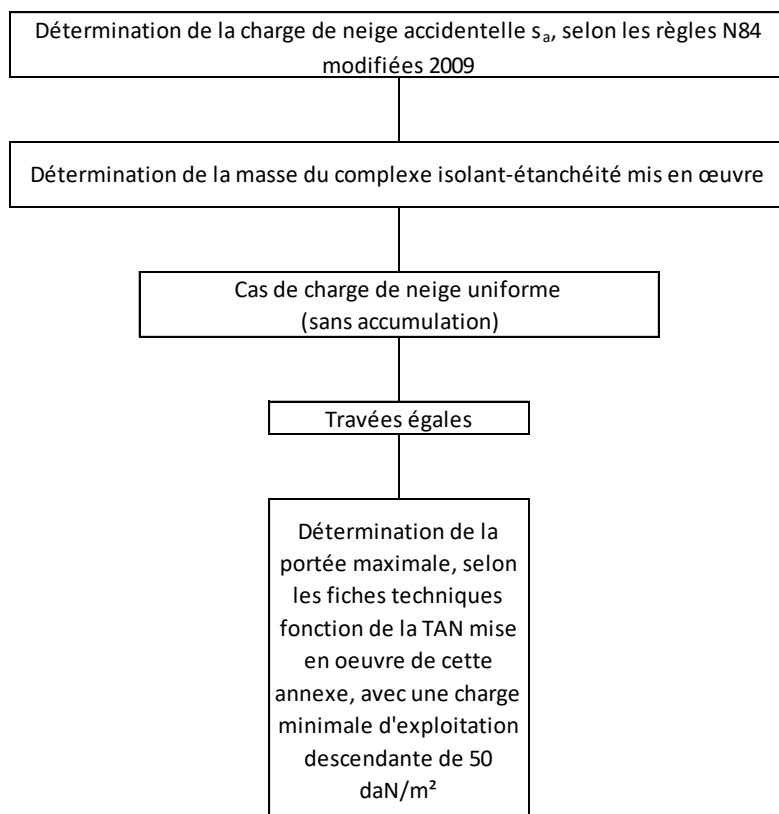 Détermination de la charge de neige accidentelle sₐ, selon les règles N84
modifiées 2009
Détermination de la masse du complexe isolant-étanchéité mis en œuvre
Cas de charge de neige uniforme
(sans accumulation)
Travées égales
Détermination de la
portée maximale, selon
les fiches techniques
fonction de la TAN mise
en oeuvre de cette
annexe, avec une charge
minimale d'exploitation
descendante de 50
daN/m²